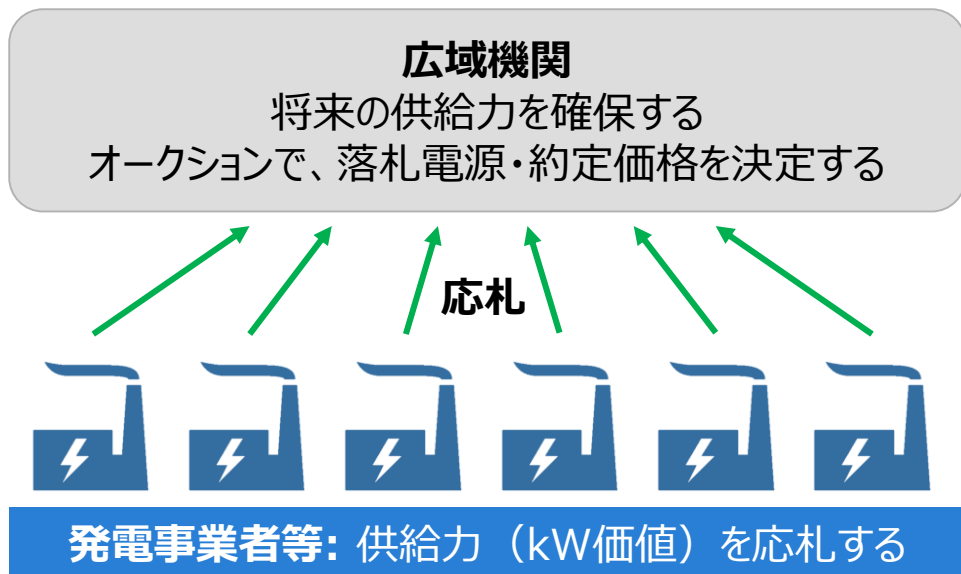 広域機関
将来の供給力を確保する
オークションで、落札電源・約定価格を決定する
応札
発電事業者等: 供給力（kW価値）を応札する